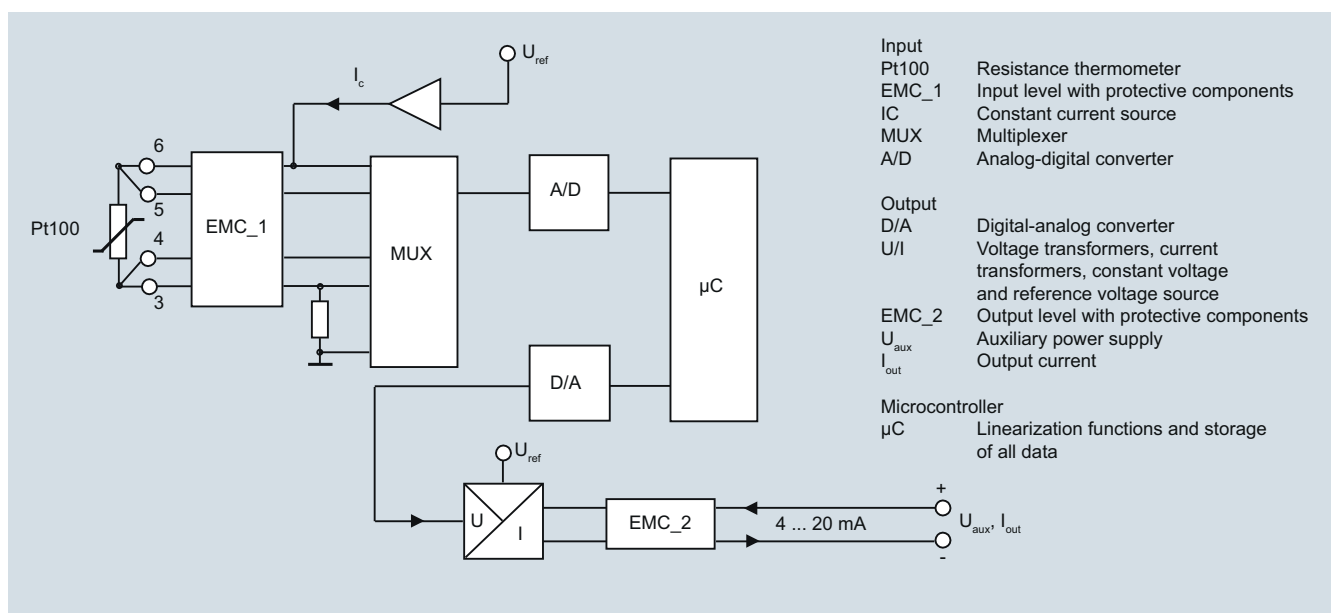 U_ref
I_c
6
5
Pt100
4
3
EMC_1
MUX
A/D
µC
D/A
U_ref
U
I
EMC_2
4 ... 20 mA
+
U_aux, I_out
-
Input
Pt100 Resistance thermometer
EMC_1 Input level with protective components
IC Constant current source
MUX Multiplexer
A/D Analog-digital converter
Output
D/A Digital-analog converter
U/I Voltage transformers, current
transformers, constant voltage
and reference voltage source
EMC_2 Output level with protective components
U_aux Auxiliary power supply
I_out Output current
Microcontroller
µC Linearization functions and storage
of all data